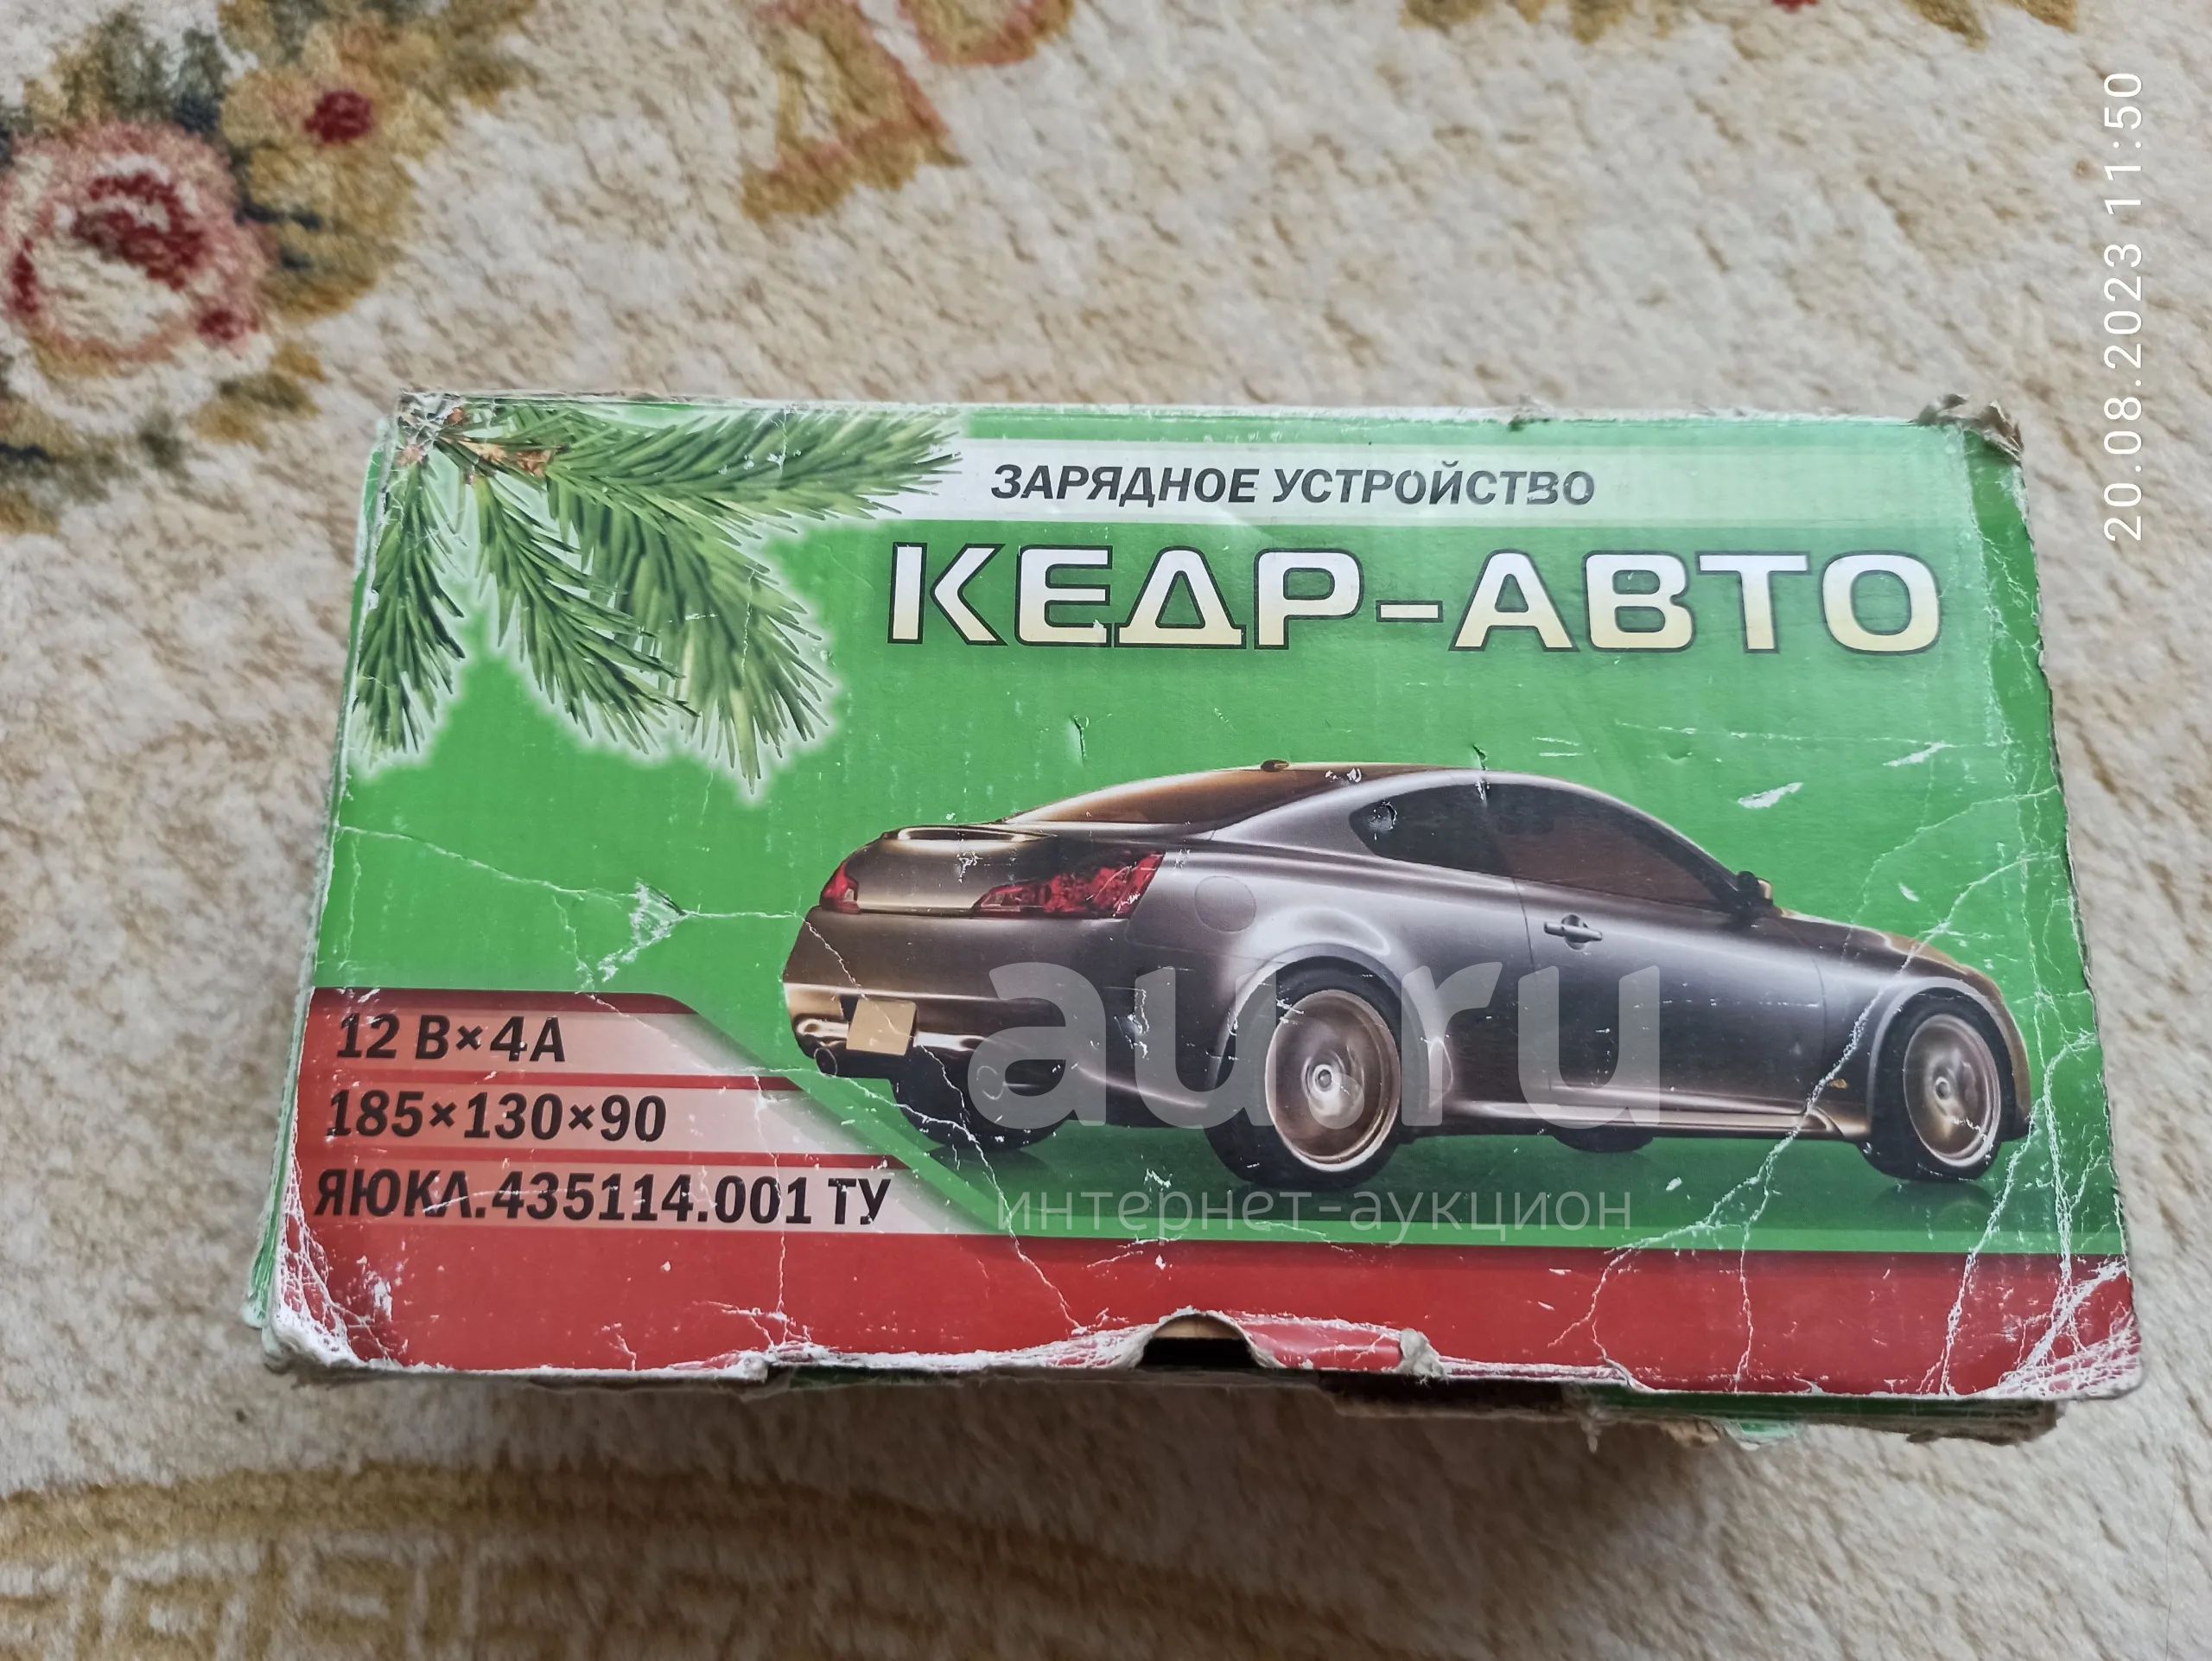 20.08.2023 11:50
ЗАРЯДНОЕ УСТРОЙСТВО
КЕДР-АВТО
12 В×4А
185×130×90
ЯЮКЛ.435114.001 ТУ
au.ru
интернет-аукцион